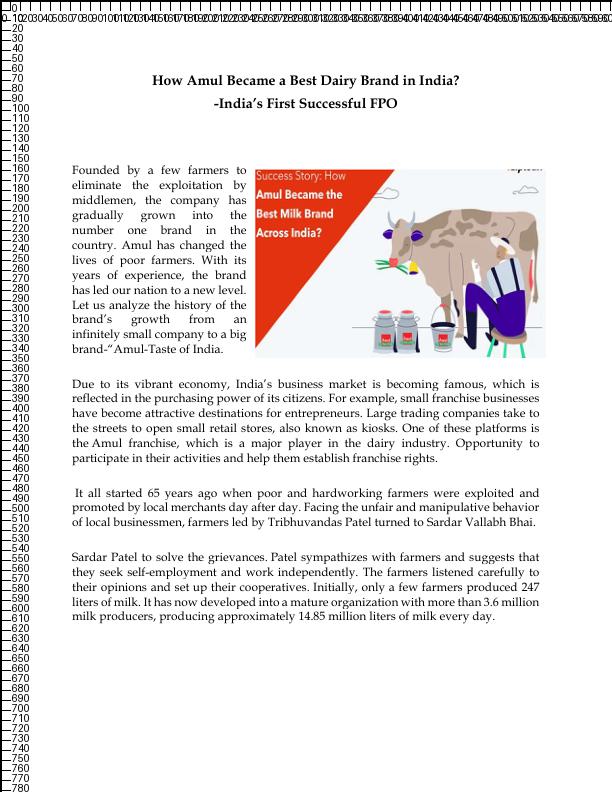 How Amul Became a Best Dairy Brand in India?
-India's First Successful FPO
Founded by a few farmers to
eliminate the exploitation by
middlemen, the company has
gradually grown into the
number one brand in the
country. Amul has changed the
lives of poor farmers. With its
years of experience, the brand
has led our nation to a new level.
Let us analyze the history of the
brand's growth from an
infinitely small company to a big
brand-"Amul-Taste of India.
Success Story: How
Amul Became the
Best Milk Brand
Across India?
Due to its vibrant economy, India's business market is becoming famous, which is
reflected in the purchasing power of its citizens. For example, small franchise businesses
have become attractive destinations for entrepreneurs. Large trading companies take to
the streets to open small retail stores, also known as kiosks. One of these platforms is
the Amul franchise, which is a major player in the dairy industry. Opportunity to
participate in their activities and help them establish franchise rights.
It all started 65 years ago when poor and hardworking farmers were exploited and
promoted by local merchants day after day. Facing the unfair and manipulative behavior
of local businessmen, farmers led by Tribhuvandas Patel turned to Sardar Vallabh Bhai.
Sardar Patel to solve the grievances. Patel sympathizes with farmers and suggests that
they seek self-employment and work independently. The farmers listened carefully to
their opinions and set up their cooperatives. Initially, only a few farmers produced 247
liters of milk. It has now developed into a mature organization with more than 3.6 million
milk producers, producing approximately 14.85 million liters of milk every day.